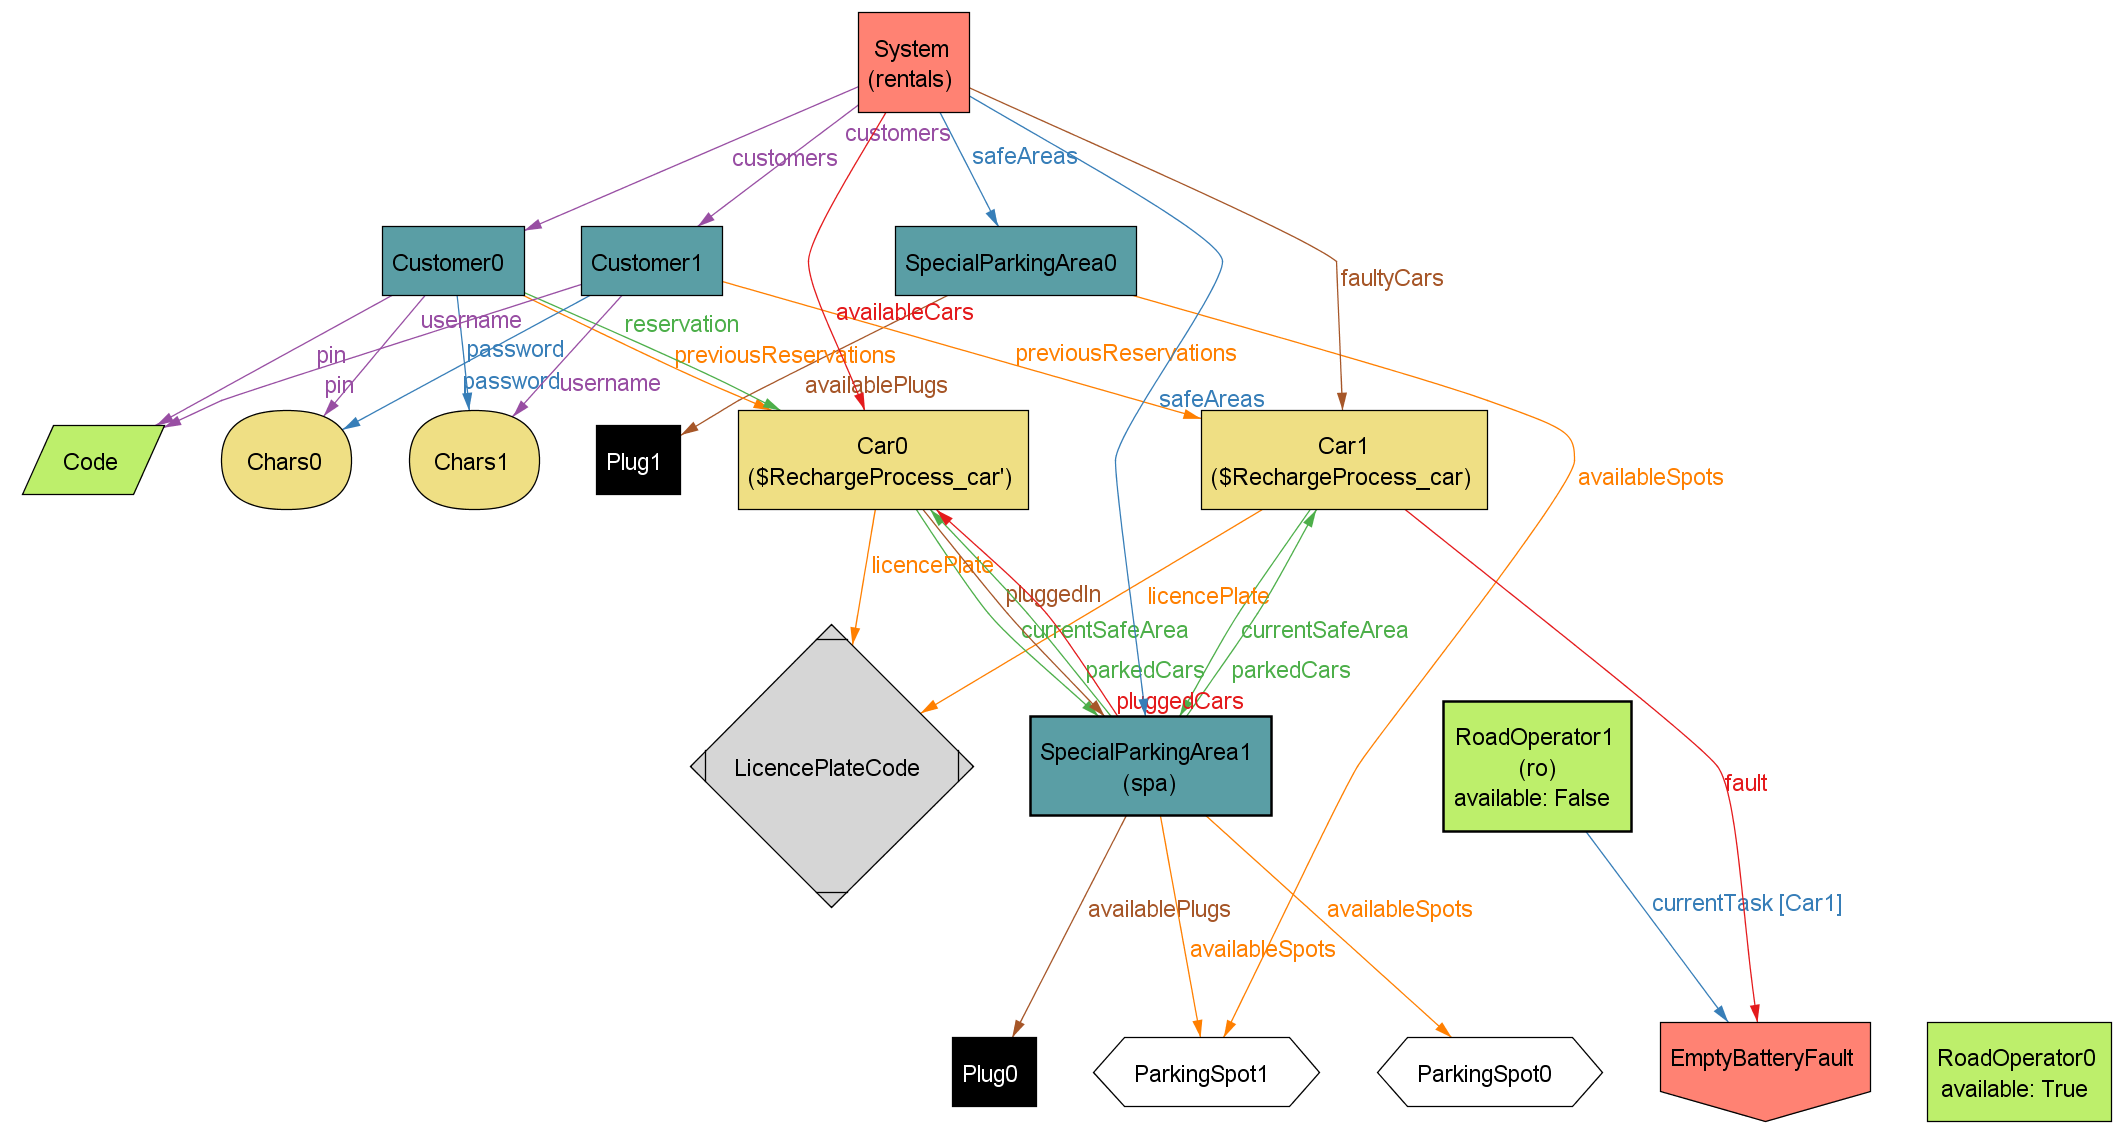 System
(rentals)
customers
customers
safeAreas
Customer0
Customer1
SpecialParkingArea0
faultyCars
availableCars
username
reservation
pin
password
previousReservations
previousReservations
pin
password
username
availablePlugs
safeAreas
Code
Chars0
Chars1
Plug1
Car0
($RechargeProcess_car')
Car1
($RechargeProcess_car)
availableSpots
licencePlate
pluggedIn
licencePlate
currentSafeArea
currentSafeArea
parkedCars
parkedCars
pluggedCars
LicencePlateCode
SpecialParkingArea1
(spa)
RoadOperator1
(ro)
available: False
fault
availablePlugs
availableSpots
currentTask [Car1]
availableSpots
Plug0
ParkingSpot1
ParkingSpot0
EmptyBatteryFault
RoadOperator0
available: True